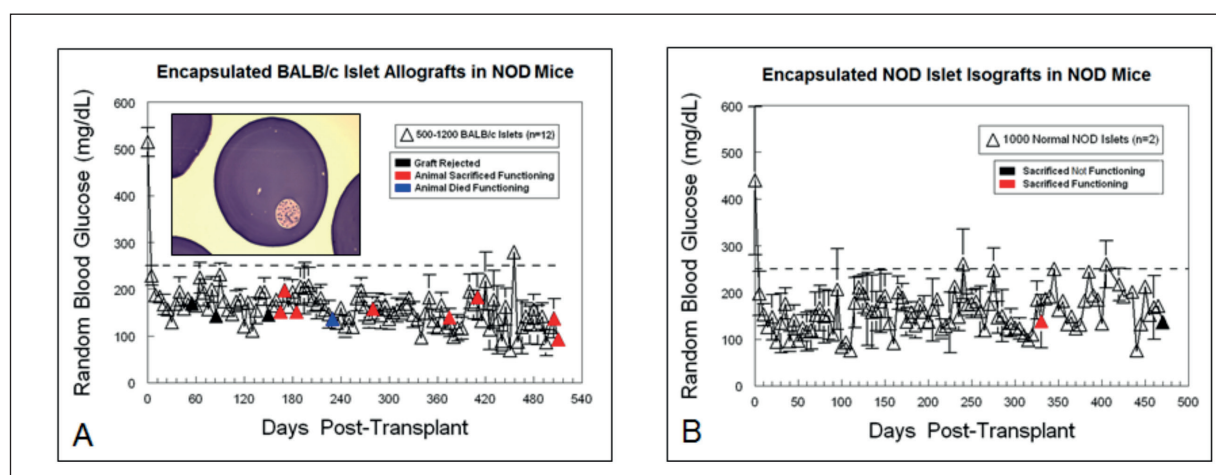 Encapsulated BALB/c Islet Allografts in NOD Mice
Random Blood Glucose (mg/dL)
600
500
400
300
200
100
0
500-1200 BALB/c Islets (n=12)
Graft Rejected
Animal Sacrificed Functioning
Animal Died Functioning
0 60 120 180 240 300 360 420 480 540
A
Days Post-Transplant
Encapsulated NOD Islet Isografts in NOD Mice
Random Blood Glucose (mg/dL)
600
500
400
300
200
100
0
1000 Normal NOD Islets (n=2)
Sacrificed Not Functioning
Sacrificed Functioning
0 50 100 150 200 250 300 350 400 450 500
B
Days Post-Transplant